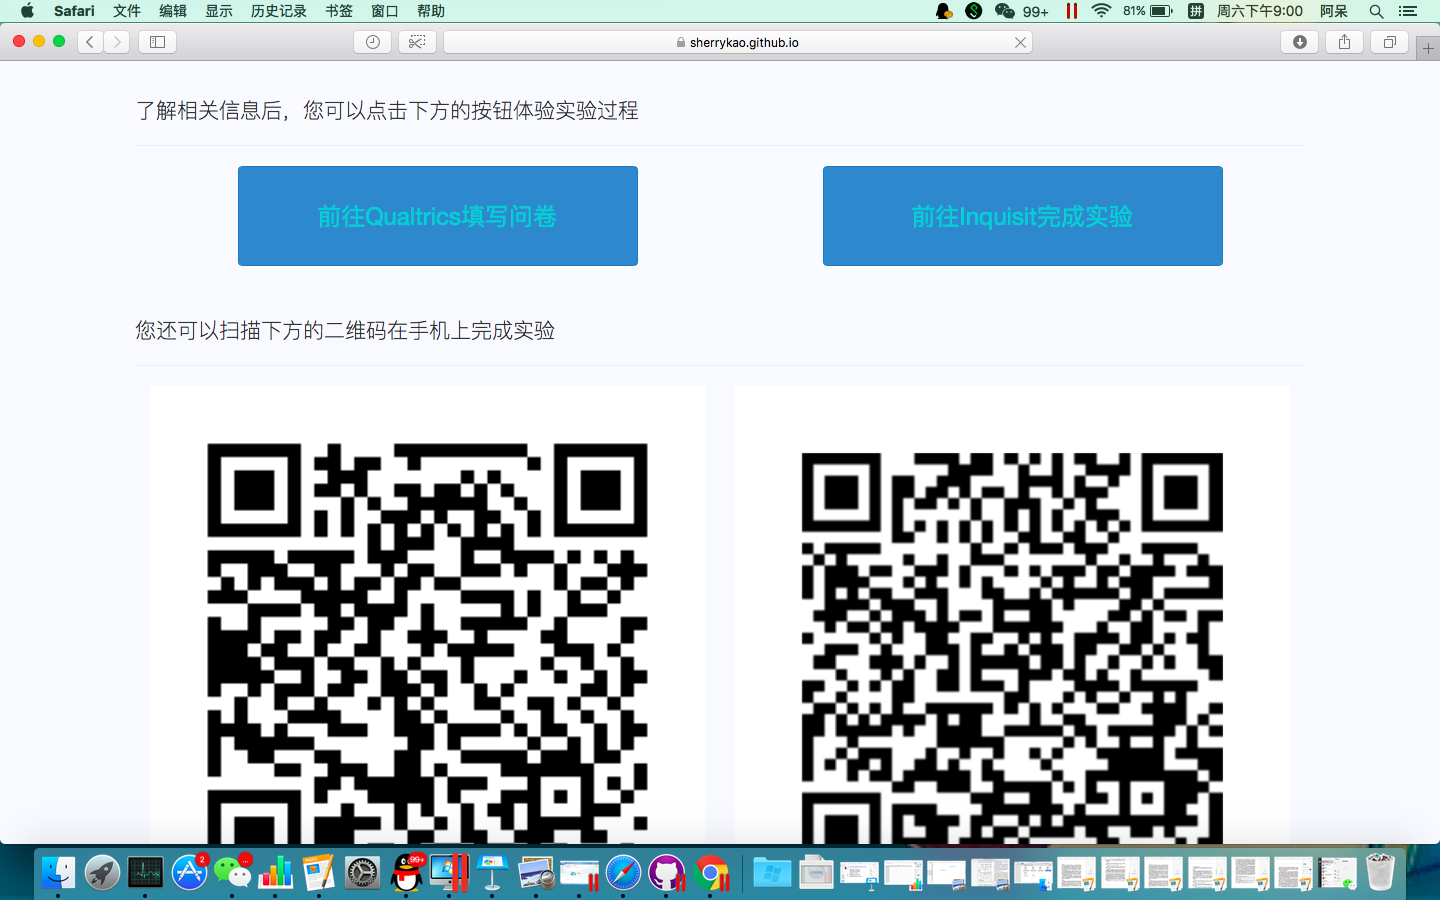 Safari 文件 编辑 显示 历史记录 书签 窗口 帮助 99+ 81% 拼 周六下午9:00 阿呆
sherrykao.github.io
了解相关信息后，您可以点击下方的按钮体验实验过程
前往Qualtrics填写问卷 前往Inquisit完成实验
您还可以扫描下方的二维码在手机上完成实验
2 99+